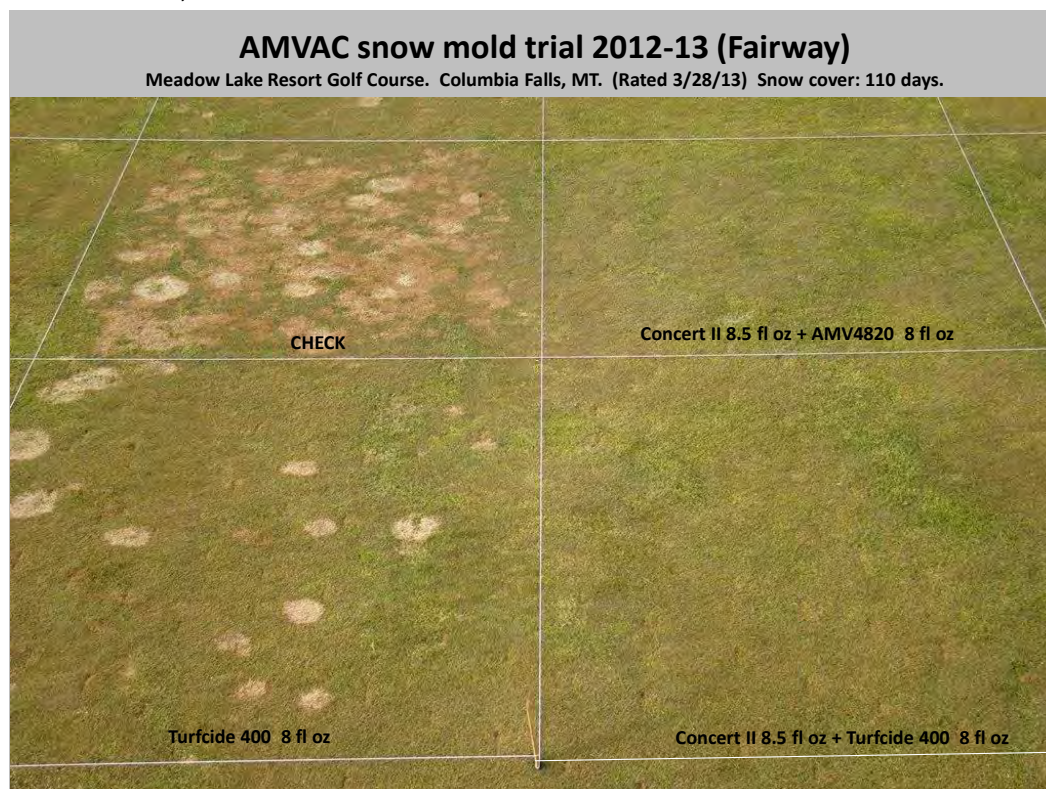 AMVAC snow mold trial 2012-13 (Fairway)
Meadow Lake Resort Golf Course.  Columbia Falls, MT.  (Rated 3/28/13)  Snow cover: 110 days.
CHECK
Concert II 8.5 fl oz + AMV4820  8 fl oz
Turfcide 400  8 fl oz
Concert II 8.5 fl oz + Turfcide 400  8 fl oz